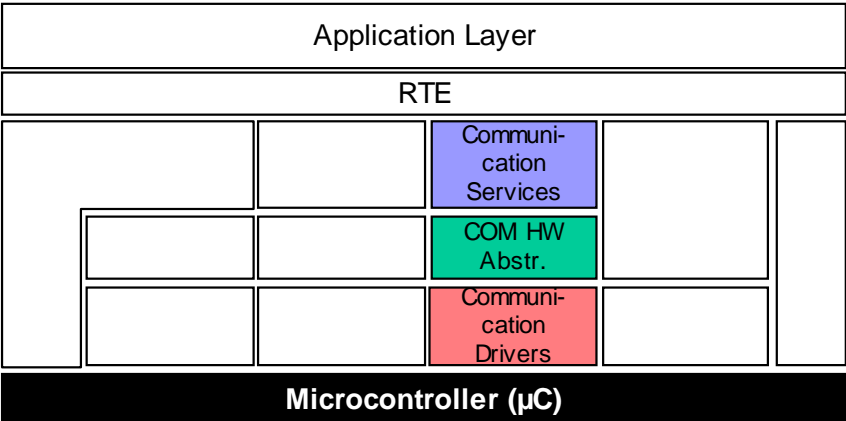 Application Layer
RTE
Communi-
cation
Services
COM HW
Abstr.
Communi-
cation
Drivers
Microcontroller (µC)